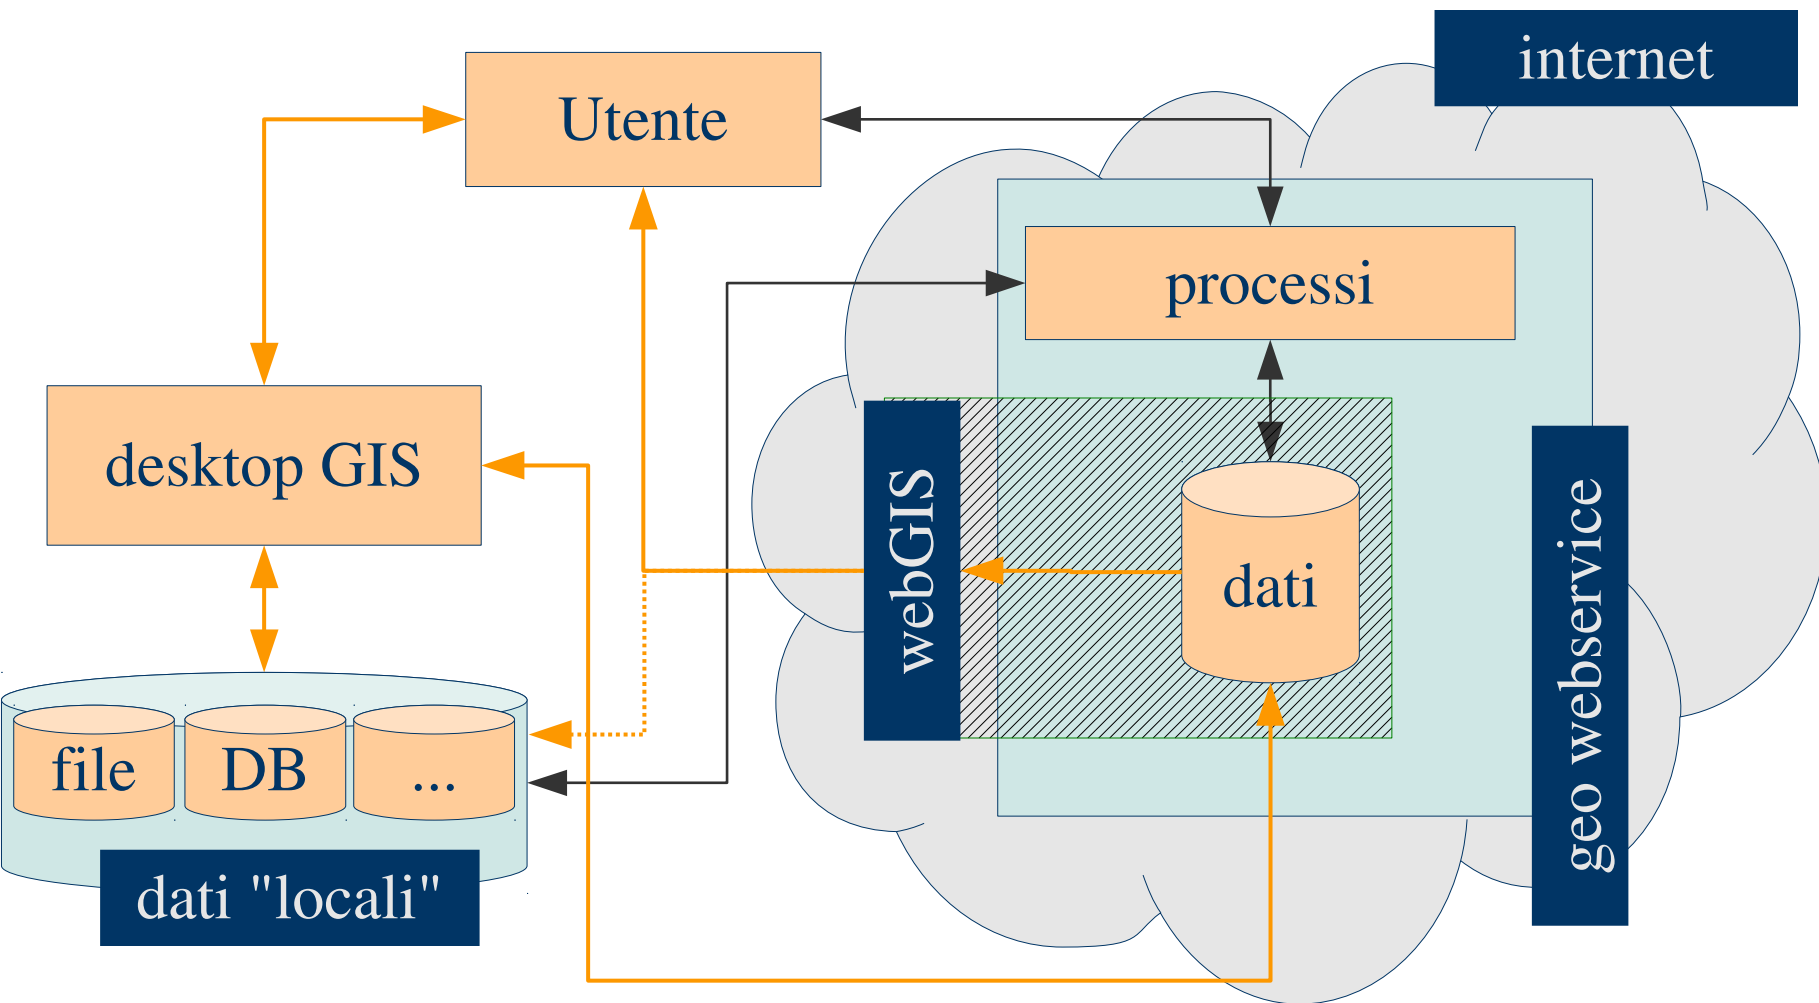 internet
Utente
processi
desktop GIS
webGIS
dati
geo webservice
file
DB
...
dati "locali"